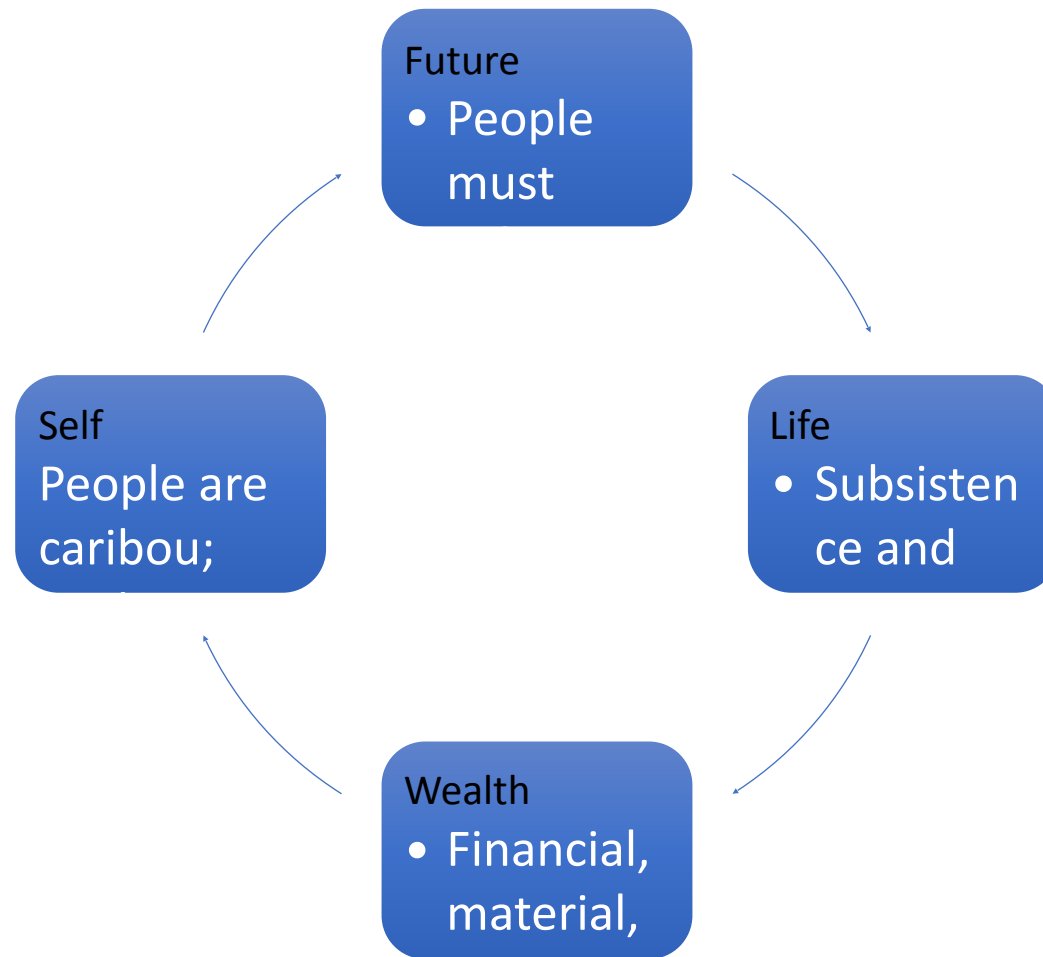 Future
• People
must
Life
• Subsisten
ce and
Wealth
• Financial,
material,
Self
People are
caribou;